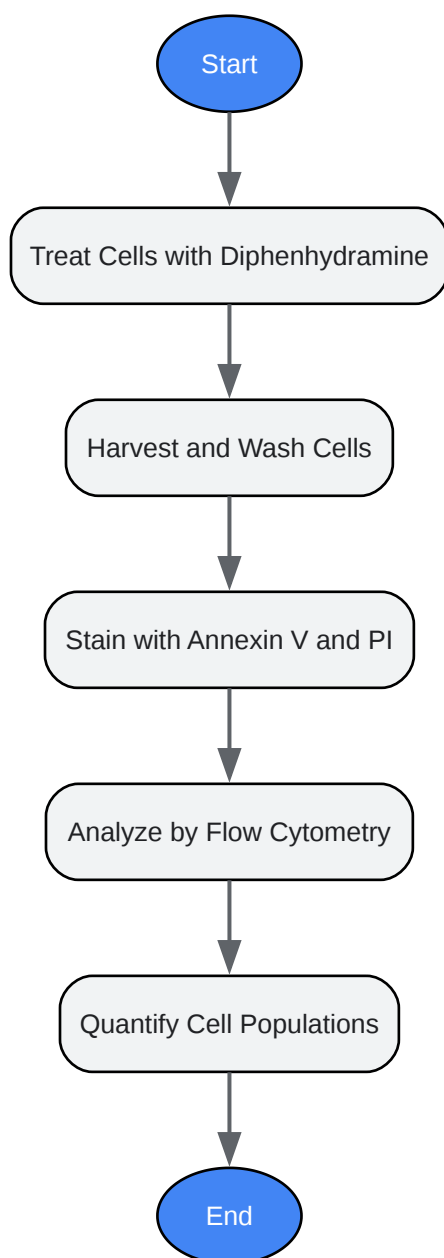 Start
Treat Cells with Diphenhydramine
Harvest and Wash Cells
Stain with Annexin V and PI
Analyze by Flow Cytometry
Quantify Cell Populations
End